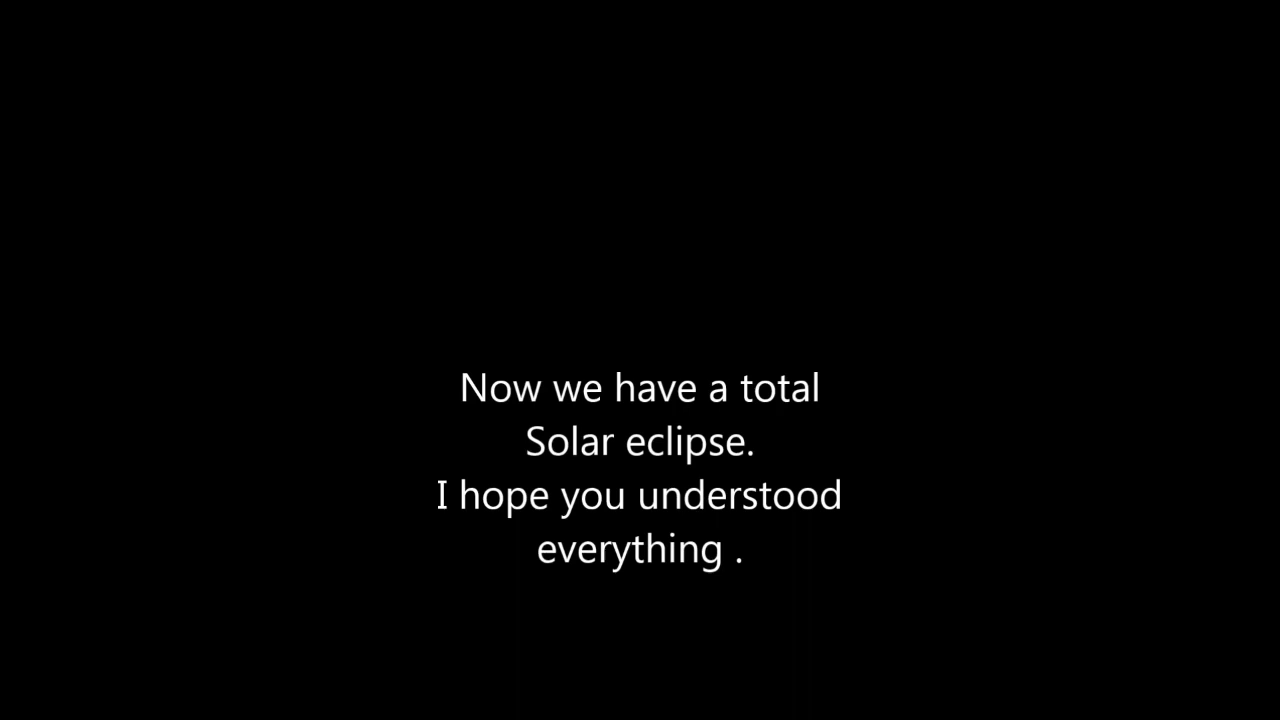 Now we have a total
Solar eclipse.
I hope you understood
everything .